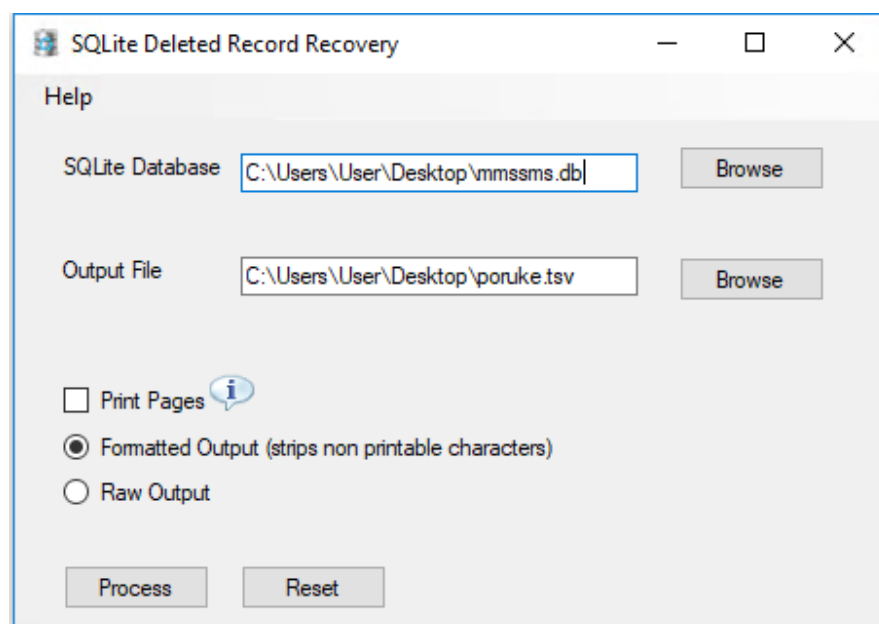 SQLite Deleted Record Recovery
Help
SQLite Database C:\Users\User\Desktop\mmssms.db Browse
Output File C:\Users\User\Desktop\poruke.tsv Browse
Print Pages
Formatted Output (strips non printable characters)
Raw Output
Process Reset